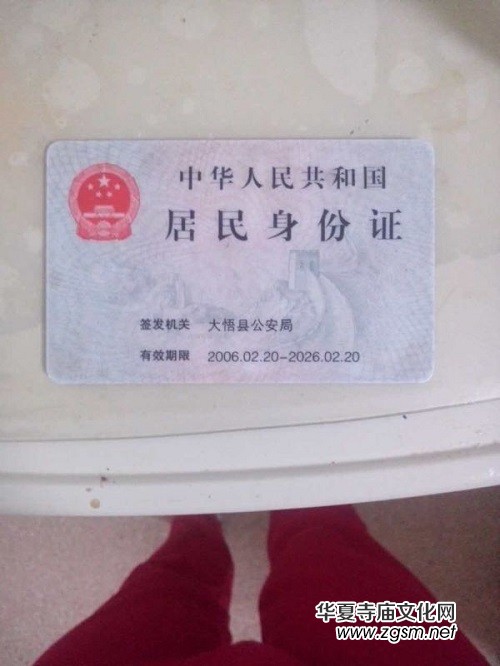 中华人民共和国
居民身份证
签发机关 大悟县公安局
有效期限 2006.02.20-2026.02.20
华夏寺庙文化网
www.zgsm.net